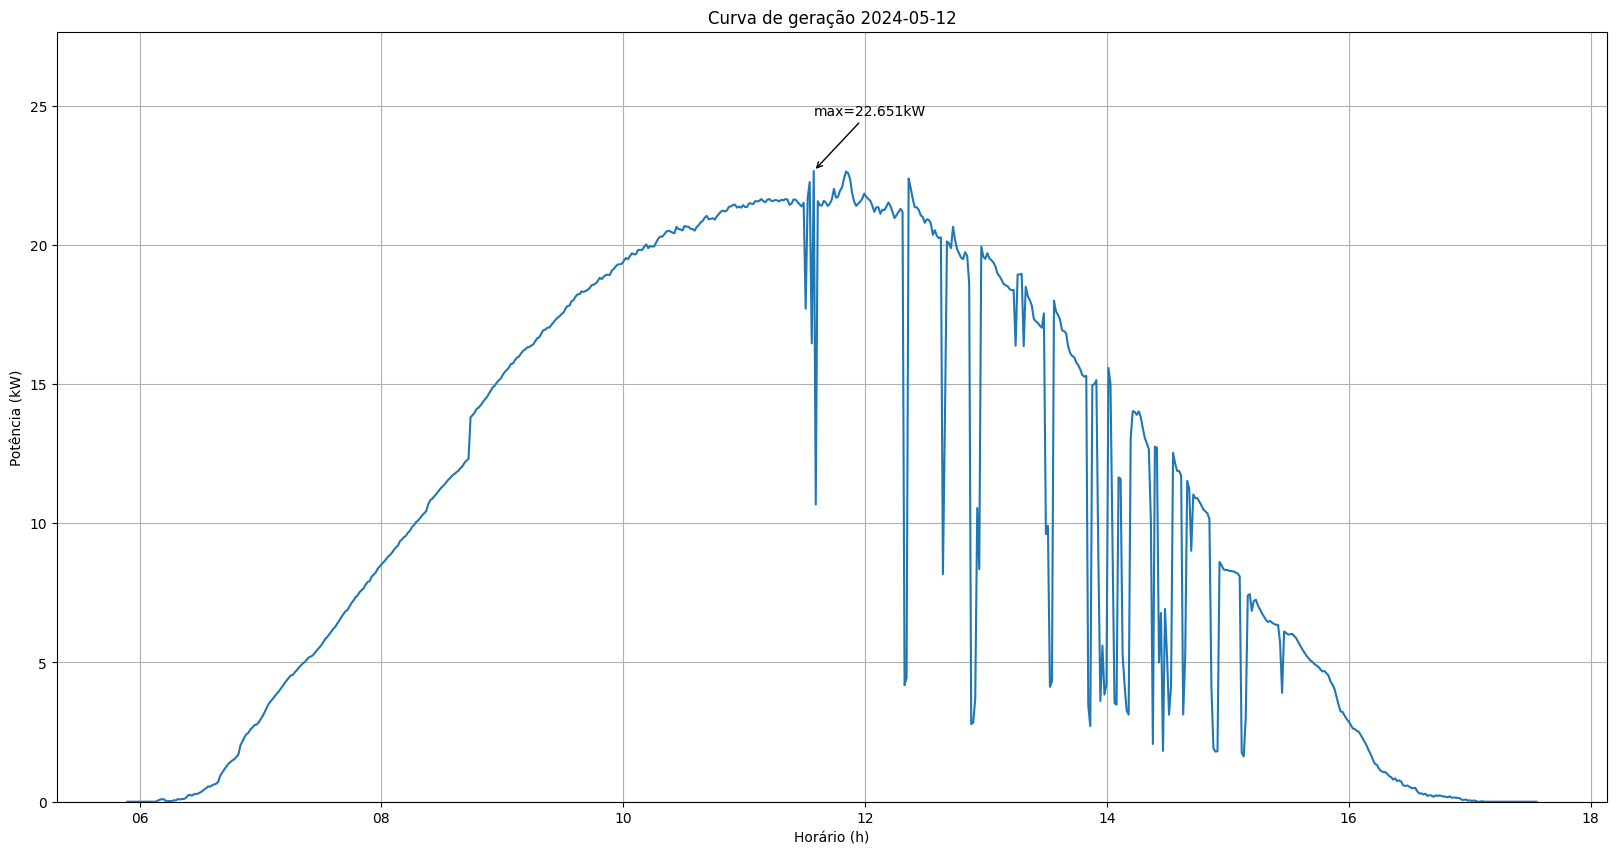 Curva de geração 2024-05-12
25
max=22.651kW
20
15
Potência (kW)
10
5
0
06 08 10 12 14 16 18
Horário (h)